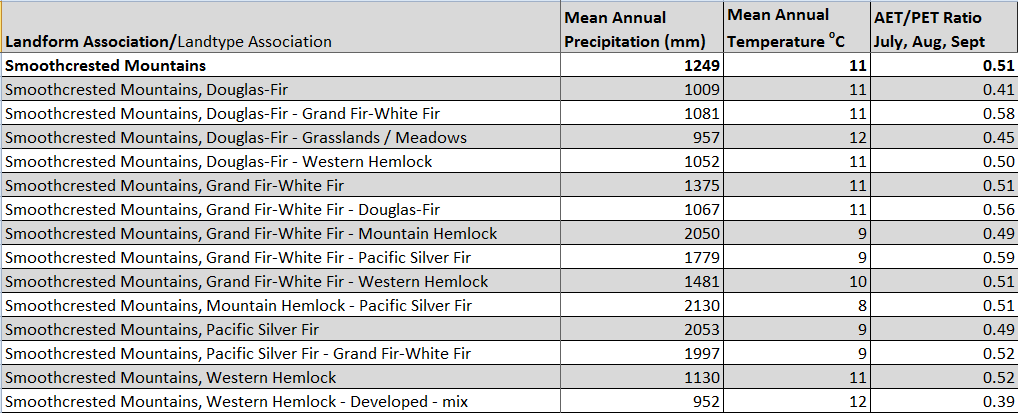 Landform Association/Landtype Association Mean Annual Precipitation (mm) Mean Annual Temperature °C AET/PET Ratio July, Aug, Sept
Smoothcrested Mountains 1249 11 0.51
Smoothcrested Mountains, Douglas-Fir 1009 11 0.41
Smoothcrested Mountains, Douglas-Fir - Grand Fir-White Fir 1081 11 0.58
Smoothcrested Mountains, Douglas-Fir - Grasslands / Meadows 957 12 0.45
Smoothcrested Mountains, Douglas-Fir - Western Hemlock 1052 11 0.50
Smoothcrested Mountains, Grand Fir-White Fir 1375 11 0.51
Smoothcrested Mountains, Grand Fir-White Fir - Douglas-Fir 1067 11 0.56
Smoothcrested Mountains, Grand Fir-White Fir - Mountain Hemlock 2050 9 0.49
Smoothcrested Mountains, Grand Fir-White Fir - Pacific Silver Fir 1779 9 0.59
Smoothcrested Mountains, Grand Fir-White Fir - Western Hemlock 1481 10 0.51
Smoothcrested Mountains, Mountain Hemlock - Pacific Silver Fir 2130 8 0.51
Smoothcrested Mountains, Pacific Silver Fir 2053 9 0.49
Smoothcrested Mountains, Pacific Silver Fir - Grand Fir-White Fir 1997 9 0.52
Smoothcrested Mountains, Western Hemlock 1130 11 0.52
Smoothcrested Mountains, Western Hemlock - Developed - mix 952 12 0.39